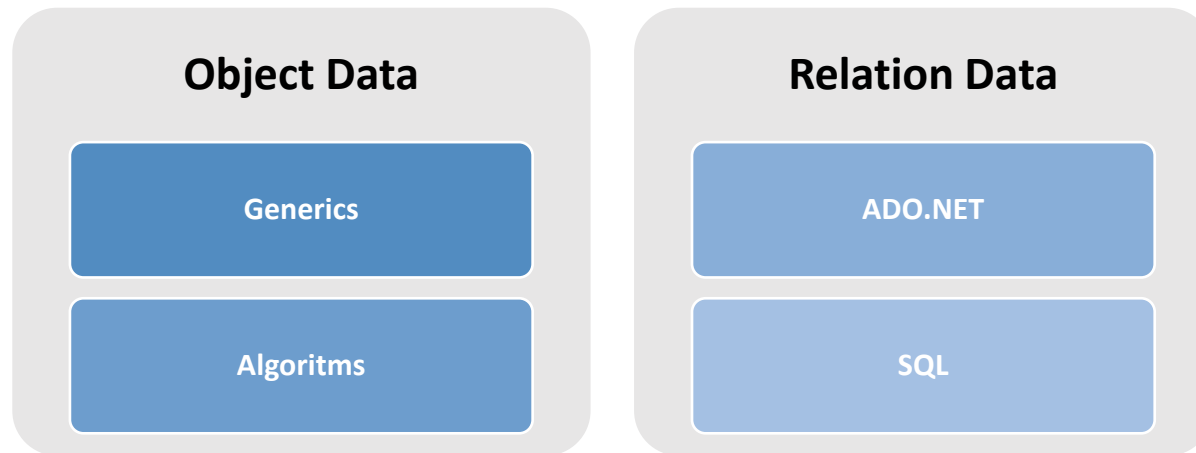 Object Data
Generics
Algoritms
Relation Data
ADO.NET
SQL